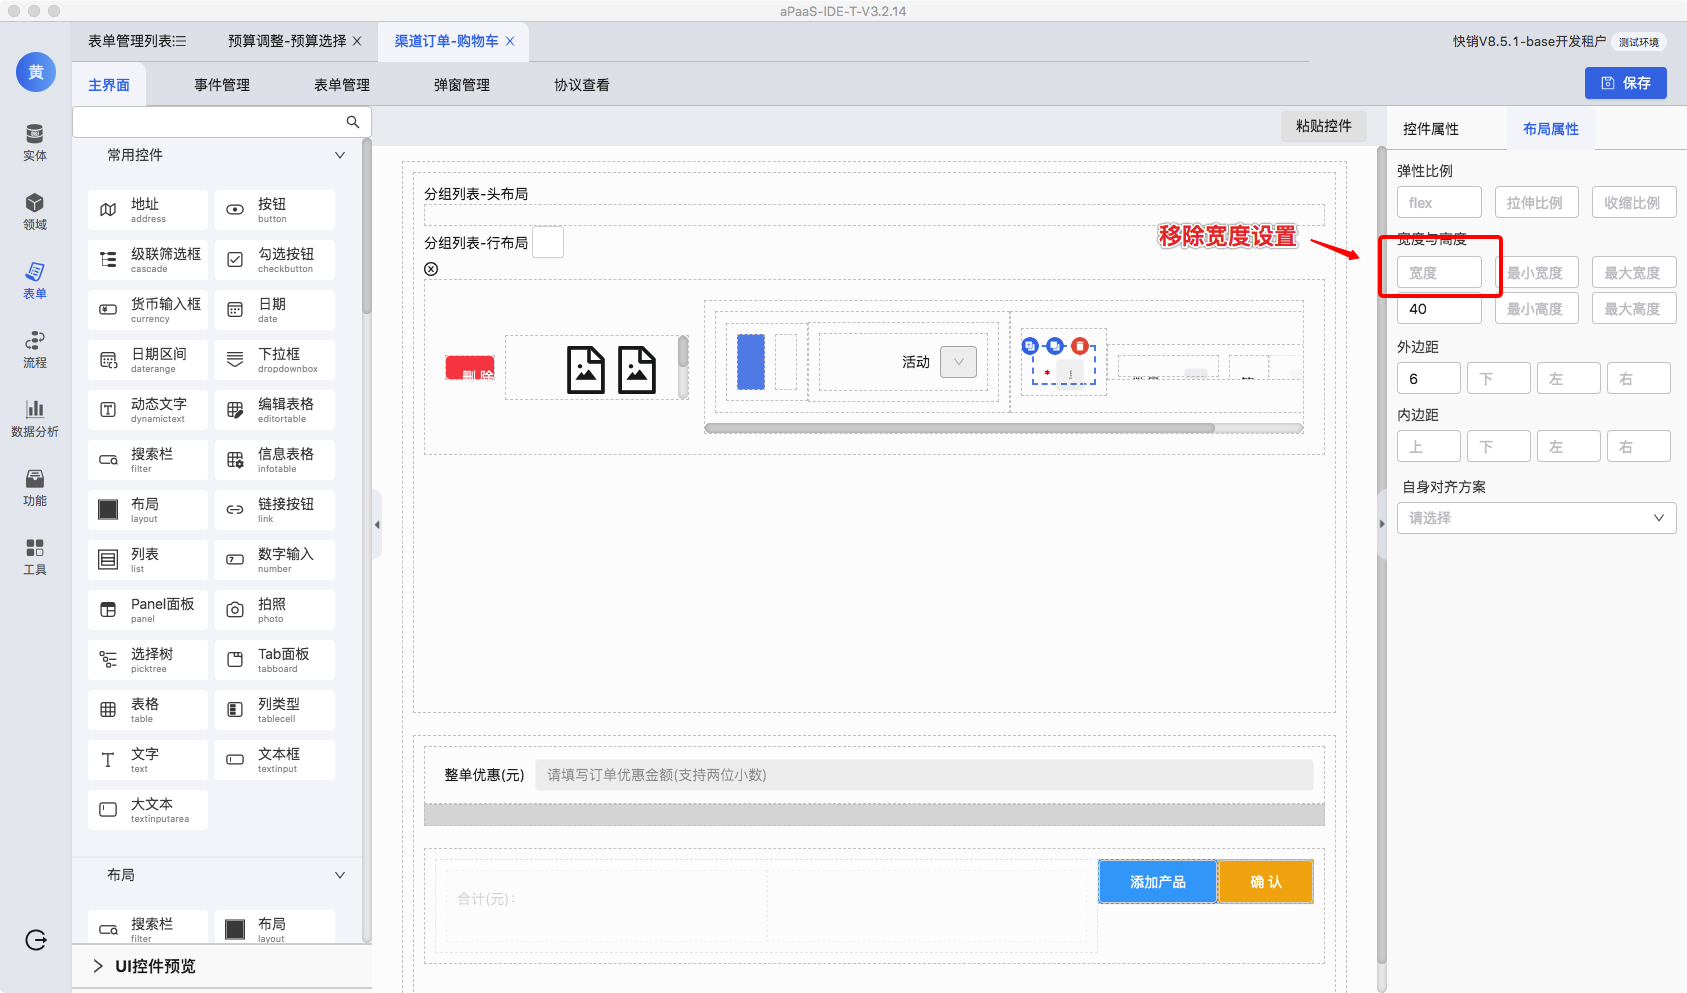 aPaaS-IDE-T-V3.2.14
表单管理列表
预算调整-预算选择
渠道订单-购物车
快销V8.5.1-base开发租户
测试环境
黄
主界面
事件管理
表单管理
弹窗管理
协议查看
保存
实体
领域
表单
流程
数据分析
功能
工具
常用控件
地址
address
按钮
button
级联筛选框
cascade
勾选按钮
checkbutton
货币输入框
currency
日期
date
日期区间
daterange
下拉框
dropdownbox
动态文字
dynamictext
编辑表格
editortable
搜索栏
filter
信息表格
infotable
布局
layout
链接按钮
link
列表
list
数字输入
number
Panel面板
panel
拍照
photo
选择树
picktree
Tab面板
tabboard
表格
table
列类型
tablecell
文字
text
文本框
textinput
大文本
textinputarea
布局
搜索栏
filter
布局
layout
UI控件预览
粘贴控件
分组列表-头布局
分组列表-行布局
移除宽度设置
删 除
活动
*
整单优惠(元)
请填写订单优惠金额(支持两位小数)
合计(元)：
添加产品
确 认
控件属性
布局属性
弹性比例
flex
拉伸比例
收缩比例
宽度与高度
宽度
最小宽度
最大宽度
40
最小高度
最大高度
外边距
6
下
左
右
内边距
上
下
左
右
自身对齐方案
请选择